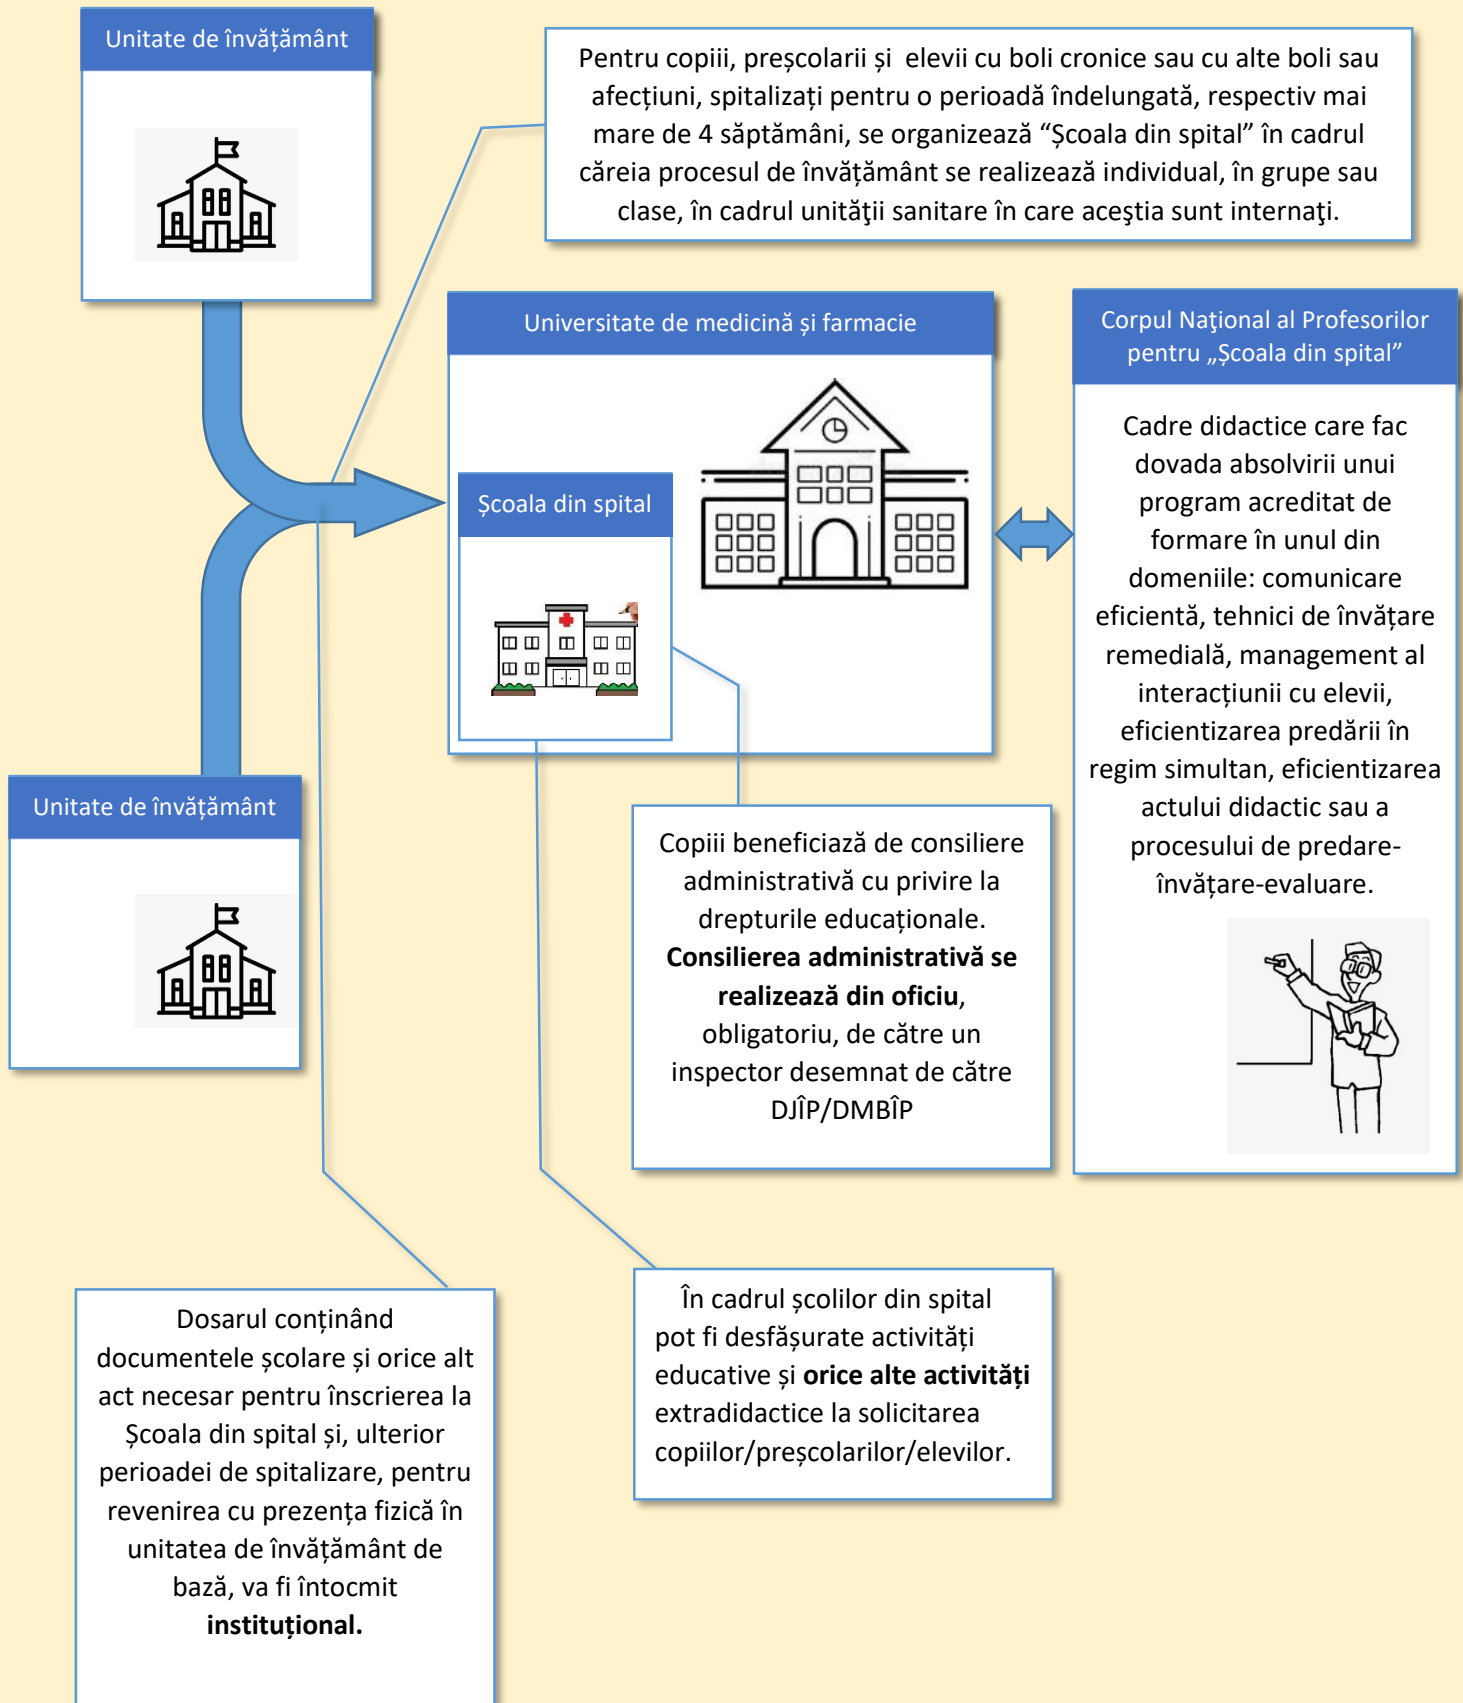 Unitate de învățământ
Pentru copiii, preșcolarii și  elevii cu boli cronice sau cu alte boli sau
afecțiuni, spitalizați pentru o perioadă îndelungată, respectiv mai
mare de 4 săptămâni, se organizează “Școala din spital” în cadrul
căreia procesul de învățământ se realizează individual, în grupe sau
clase, în cadrul unităţii sanitare în care aceştia sunt internaţi.
Universitate de medicină și farmacie
Școala din spital
Corpul Naţional al Profesorilor
pentru „Școala din spital”
Cadre didactice care fac
dovada absolvirii unui
program acreditat de
formare în unul din
domeniile: comunicare
eficientă, tehnici de învățare
remedială, management al
interacțiunii cu elevii,
eficientizarea predării în
regim simultan, eficientizarea
actului didactic sau a
procesului de predare-
învățare-evaluare.
Unitate de învățământ
Copiii beneficiază de consiliere
administrativă cu privire la
drepturile educaționale.
Consilierea administrativă se
realizează din oficiu,
obligatoriu, de către un
inspector desemnat de către
DJÎP/DMBÎP
Dosarul conținând
documentele școlare și orice alt
act necesar pentru înscrierea la
Școala din spital și, ulterior
perioadei de spitalizare, pentru
revenirea cu prezența fizică în
unitatea de învățământ de
bază, va fi întocmit
instituțional.
În cadrul școlilor din spital
pot fi desfășurate activități
educative și orice alte activități
extradidactice la solicitarea
copiilor/preșcolarilor/elevilor.